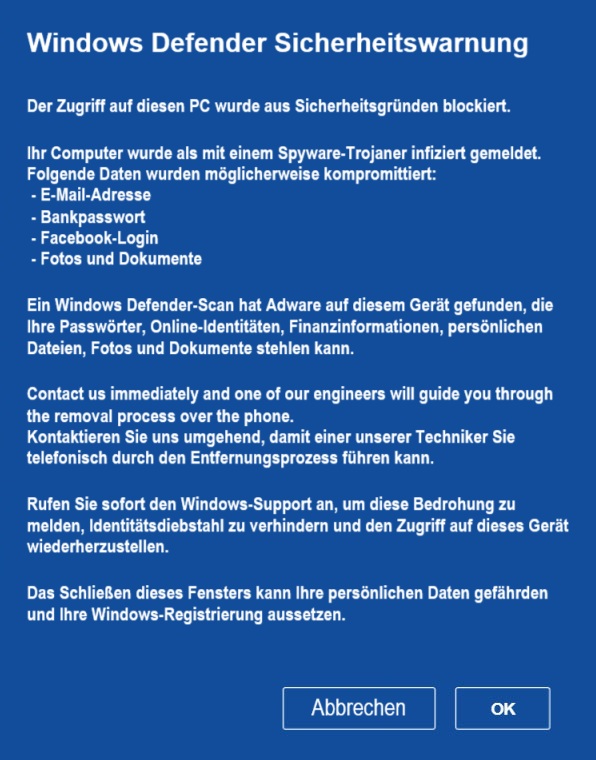 Windows Defender Sicherheitswarnung
Der Zugriff auf diesen PC wurde aus Sicherheitsgründen blockiert.
Ihr Computer wurde als mit einem Spyware-Trojaner infiziert gemeldet.
Folgende Daten wurden möglicherweise kompromittiert:
- E-Mail-Adresse
- Bankpasswort
- Facebook-Login
- Fotos und Dokumente
Ein Windows Defender-Scan hat Adware auf diesem Gerät gefunden, die
Ihre Passwörter, Online-Identitäten, Finanzinformationen, persönlichen
Dateien, Fotos und Dokumente stehlen kann.
Contact us immediately and one of our engineers will guide you through
the removal process over the phone.
Kontaktieren Sie uns umgehend, damit einer unserer Techniker Sie
telefonisch durch den Entfernungsprozess führen kann.
Rufen Sie sofort den Windows-Support an, um diese Bedrohung zu
melden, Identitätsdiebstahl zu verhindern und den Zugriff auf dieses Gerät
wiederherzustellen.
Das Schließen dieses Fensters kann Ihre persönlichen Daten gefährden
und Ihre Windows-Registrierung aussetzen.
Abbrechen OK